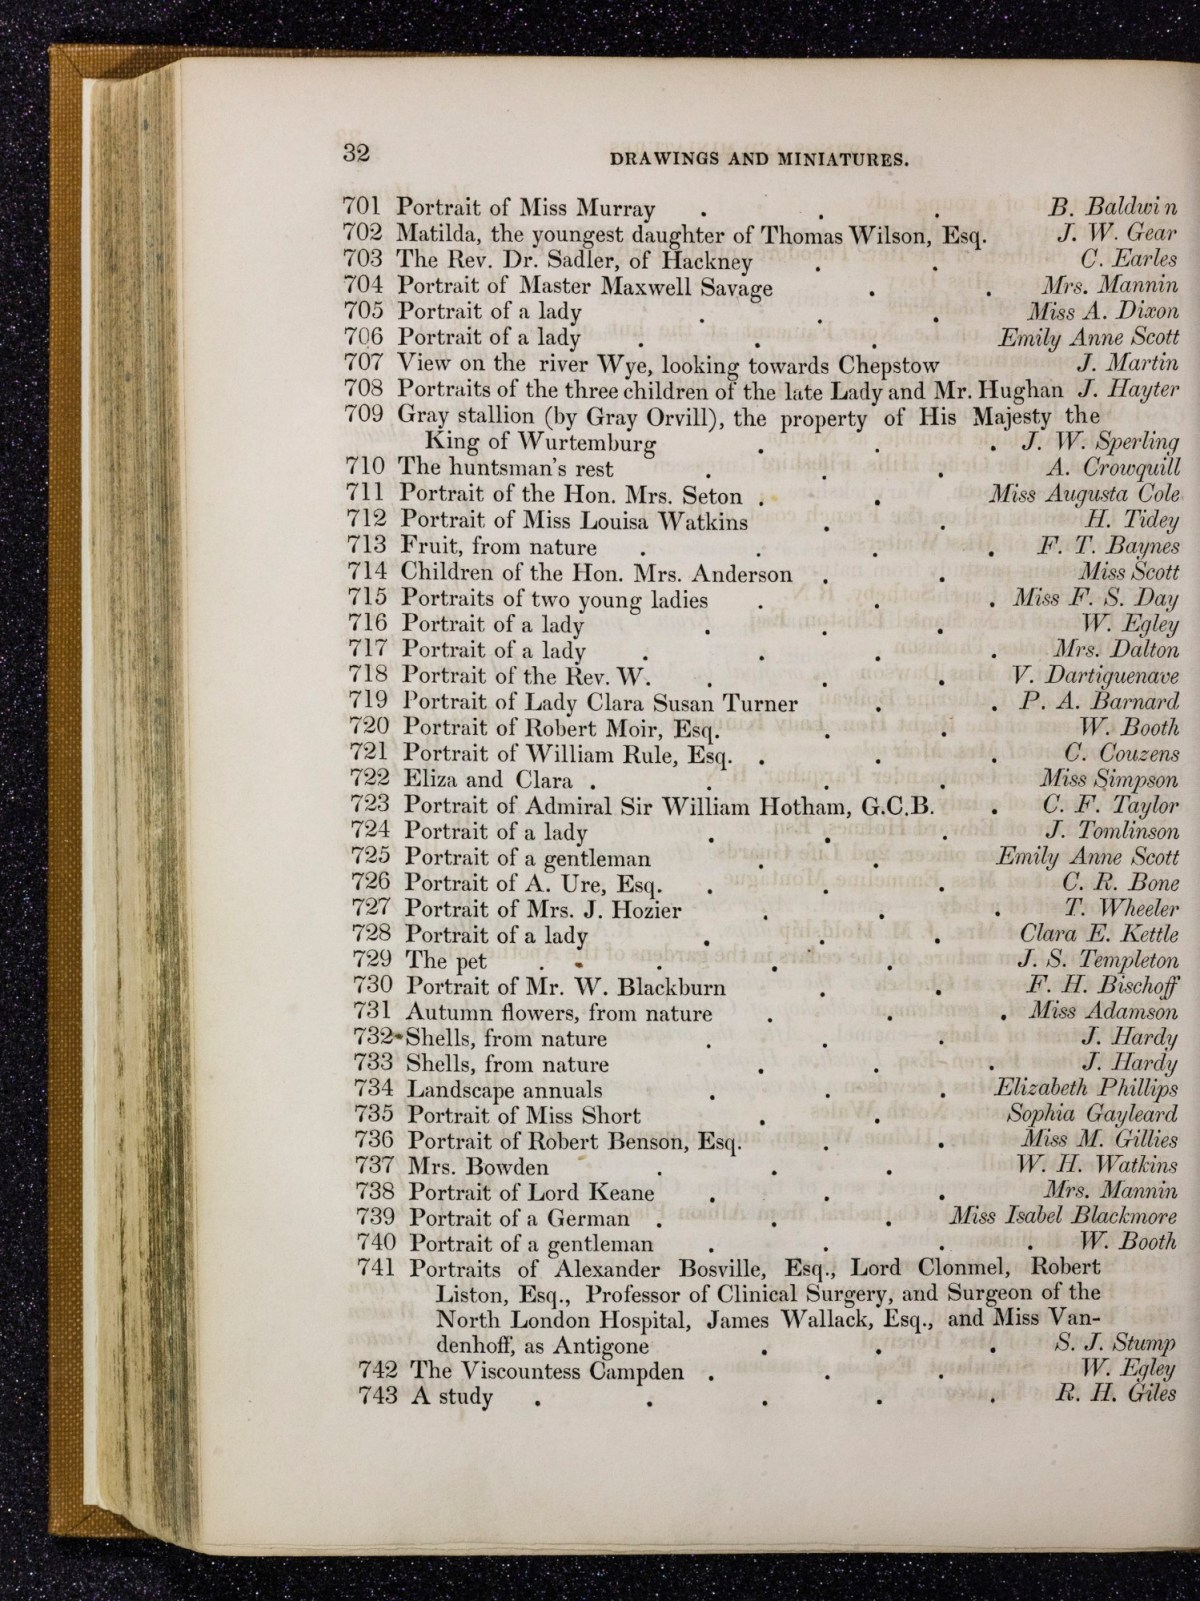 32
DRAWINGS AND MINIATURES.
701 Portrait of Miss Murray . . . B. Baldwin
702 Matilda, the youngest daughter of Thomas Wilson, Esq. J. W. Gear
703 The Rev. Dr. Sadler, of Hackney . . C. Earles
704 Portrait of Master Maxwell Savage . . Mrs. Mannin
705 Portrait of a lady . . . Miss A. Dixon
706 Portrait of a lady . . . Emily Anne Scott
707 View on the river Wye, looking towards Chepstow J. Martin
708 Portraits of the three children of the late Lady and Mr. Hughan J. Hayter
709 Gray stallion (by Gray Orvill), the property of His Majesty the
King of Wurtemburg . . . J. W. Sperling
710 The huntsman's rest . . . A. Crowquill
711 Portrait of the Hon. Mrs. Seton . . Miss Augusta Cole
712 Portrait of Miss Louisa Watkins . . H. Tidey
713 Fruit, from nature . . . . F. T. Baynes
714 Children of the Hon. Mrs. Anderson . . Miss Scott
715 Portraits of two young ladies . . . Miss F. S. Day
716 Portrait of a lady . . . W. Egley
717 Portrait of a lady . . . . Mrs. Dalton
718 Portrait of the Rev. W. . . . V. Dartiguenave
719 Portrait of Lady Clara Susan Turner . . P. A. Barnard
720 Portrait of Robert Moir, Esq. . . W. Booth
721 Portrait of William Rule, Esq. . . . C. Couzens
722 Eliza and Clara . . . . Miss Simpson
723 Portrait of Admiral Sir William Hotham, G.C.B. . C. F. Taylor
724 Portrait of a lady . . . J. Tomlinson
725 Portrait of a gentleman . . Emily Anne Scott
726 Portrait of A. Ure, Esq. . . . C. R. Bone
727 Portrait of Mrs. J. Hozier . . . T. Wheeler
728 Portrait of a lady . . . Clara E. Kettle
729 The pet . . . . J. S. Templeton
730 Portrait of Mr. W. Blackburn . . F. H. Bischoff
731 Autumn flowers, from nature . . . Miss Adamson
732 Shells, from nature . . . J. Hardy
733 Shells, from nature . . . J. Hardy
734 Landscape annuals . . . Elizabeth Phillips
735 Portrait of Miss Short . . Sophia Gayleard
736 Portrait of Robert Benson, Esq. . . Miss M. Gillies
737 Mrs. Bowden . . . W. H. Watkins
738 Portrait of Lord Keane . . . Mrs. Mannin
739 Portrait of a German . . . Miss Isabel Blackmore
740 Portrait of a gentleman . . . . W. Booth
741 Portraits of Alexander Bosville, Esq., Lord Clonmel, Robert
Liston, Esq., Professor of Clinical Surgery, and Surgeon of the
North London Hospital, James Wallack, Esq., and Miss Van-
denhoff, as Antigone . . . S. J. Stump
742 The Viscountess Campden . . . W. Egley
743 A study . . . . . R. H. Giles